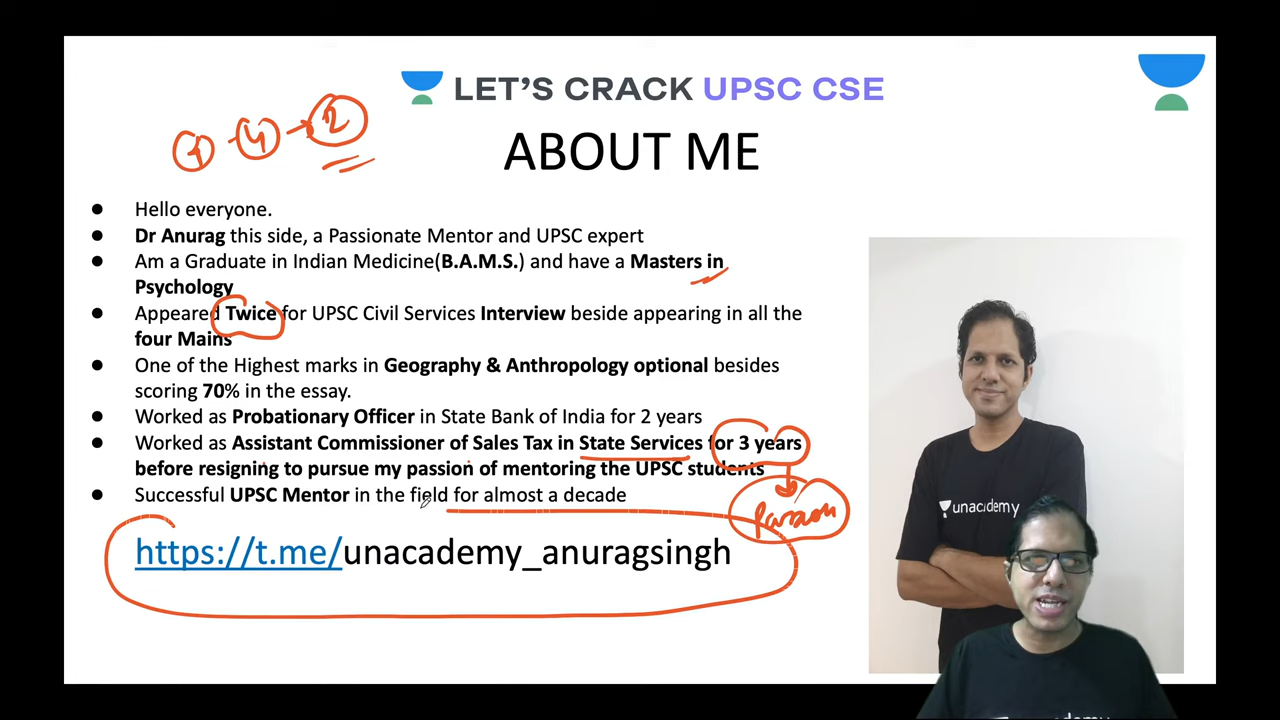 LET'S CRACK UPSC CSE
4 → 2
ABOUT ME
● Hello everyone.
● Dr Anurag this side, a Passionate Mentor and UPSC expert
● Am a Graduate in Indian Medicine(B.A.M.S.) and have a Masters in
Psychology
● Appeared Twice for UPSC Civil Services Interview beside appearing in all the
four Mains
● One of the Highest marks in Geography & Anthropology optional besides
scoring 70% in the essay.
● Worked as Probationary Officer in State Bank of India for 2 years
● Worked as Assistant Commissioner of Sales Tax in State Services for 3 years
before resigning to pursue my passion of mentoring the UPSC students
● Successful UPSC Mentor in the field for almost a decade
https://t.me/unacademy_anuragsingh
unacademy
unacademy